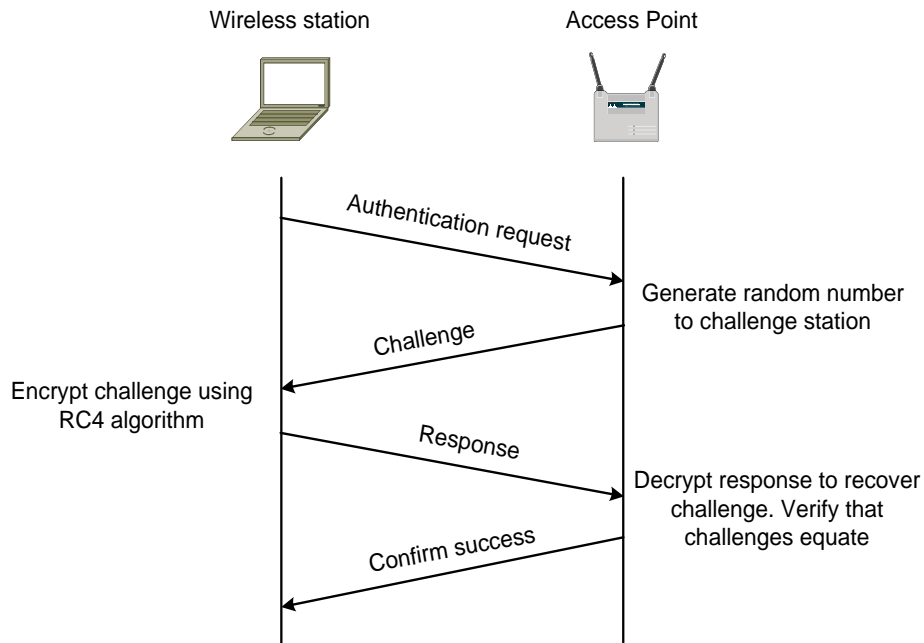 Wireless station
Access Point
Authentication request
Generate random number
to challenge station
Challenge
Encrypt challenge using
RC4 algorithm
Response
Decrypt response to recover
challenge. Verify that
challenges equate
Confirm success